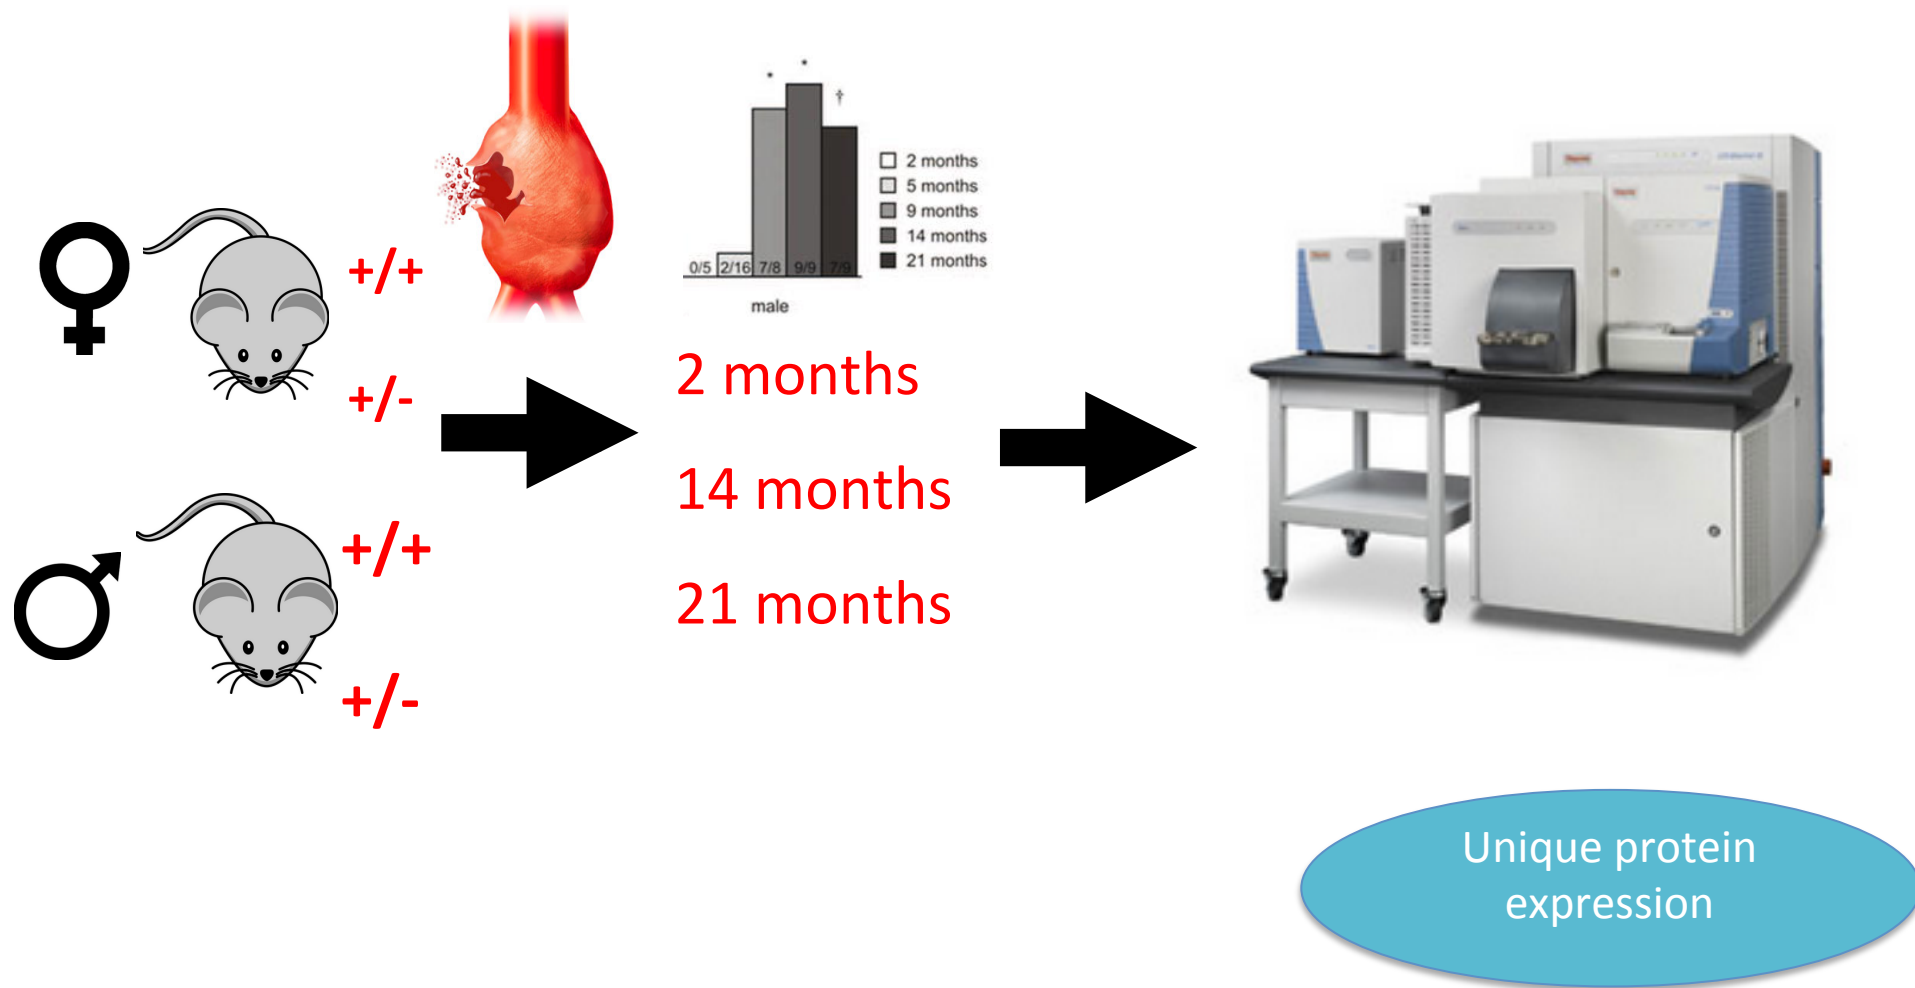 +/+
+/-
+/+
+/-
*
*
†
0/5 2/16 7/8 9/9 7/9
male
2 months
5 months
9 months
14 months
21 months
2 months
14 months
21 months
Unique protein
expression